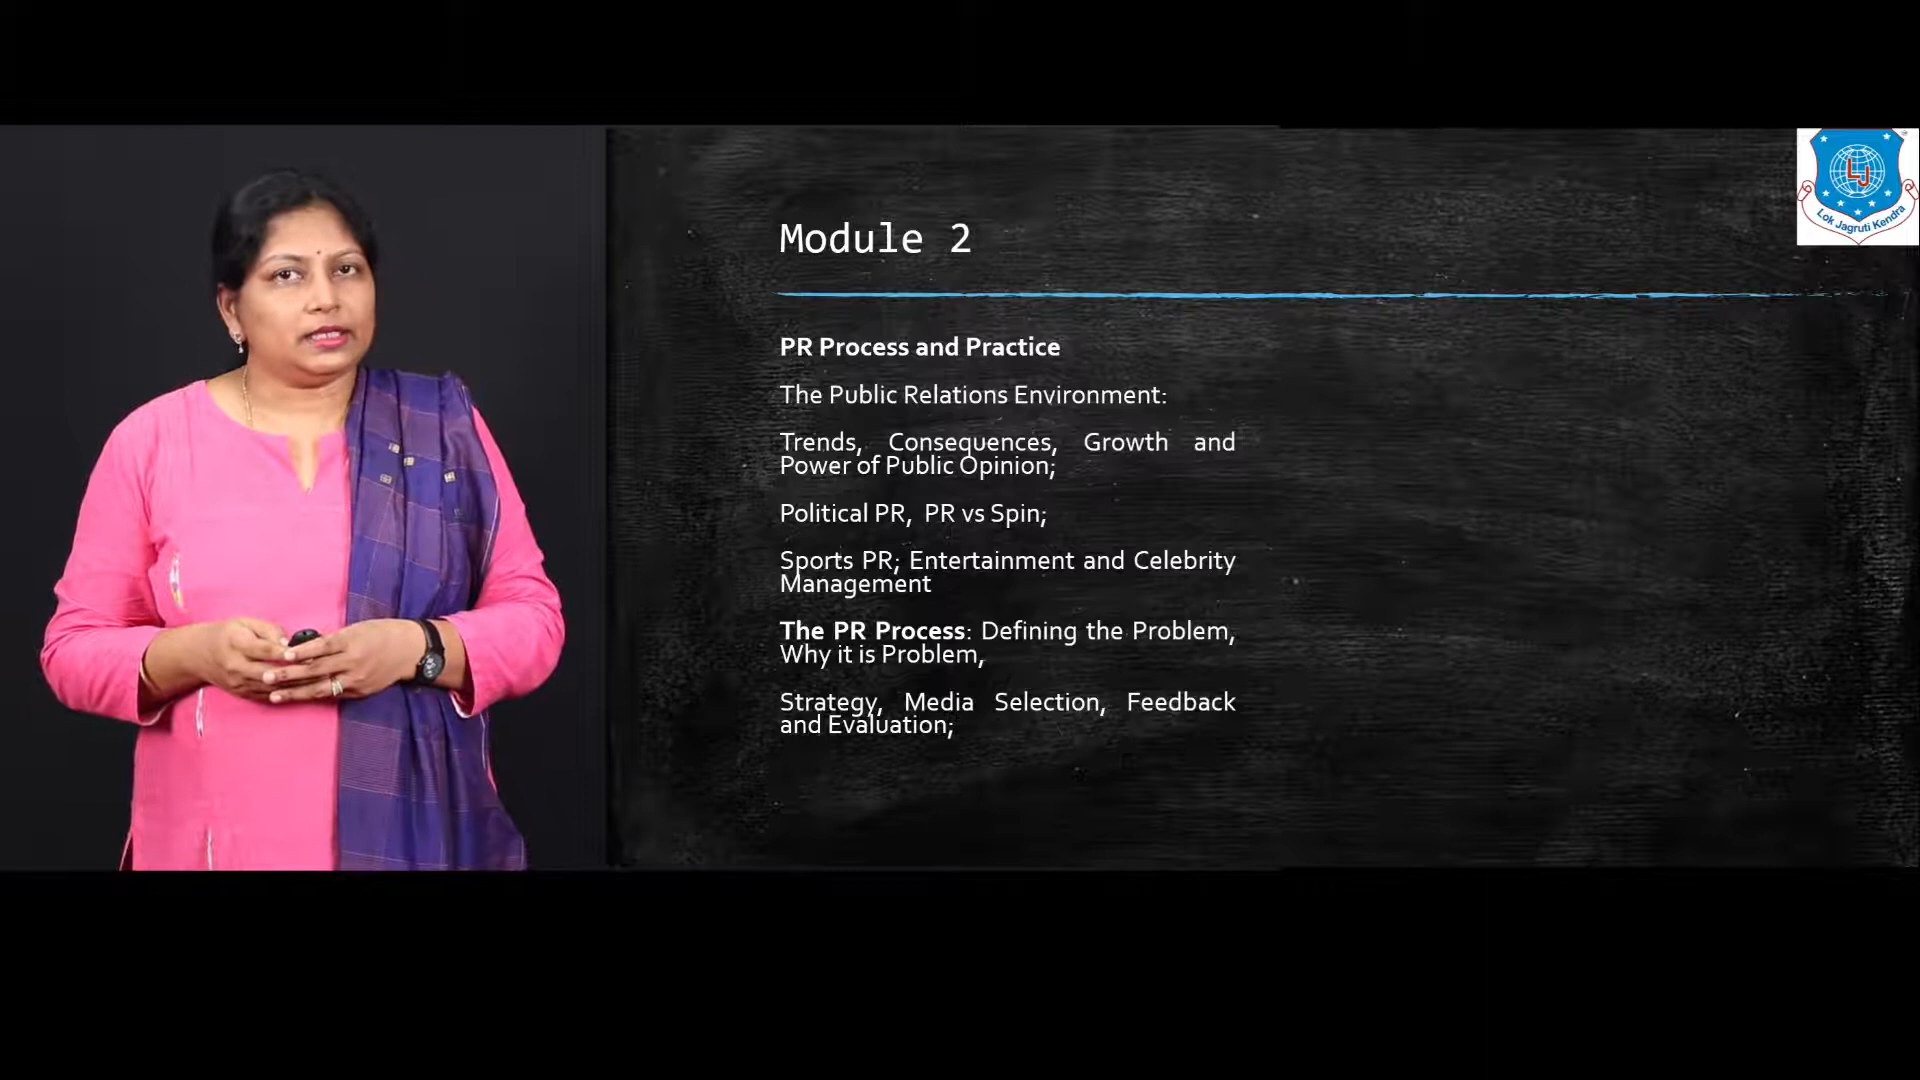 Module 2
PR Process and Practice
The Public Relations Environment:
Trends, Consequences, Growth and
Power of Public Opinion;
Political PR, PR vs Spin;
Sports PR; Entertainment and Celebrity
Management
The PR Process: Defining the Problem,
Why it is Problem,
Strategy, Media Selection, Feedback
and Evaluation;
LJ
Lok Jagruti Kendra